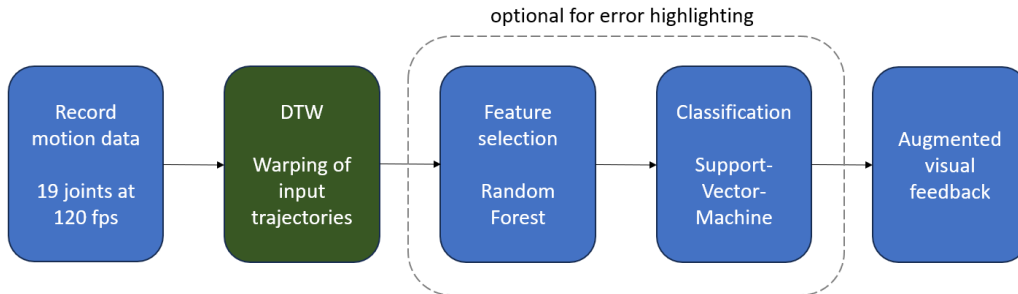 optional for error highlighting
Record
motion data
19 joints at
120 fps
DTW
Warping of
input
trajectories
Feature
selection
Random
Forest
Classification
Support-
Vector-
Machine
Augmented
visual
feedback